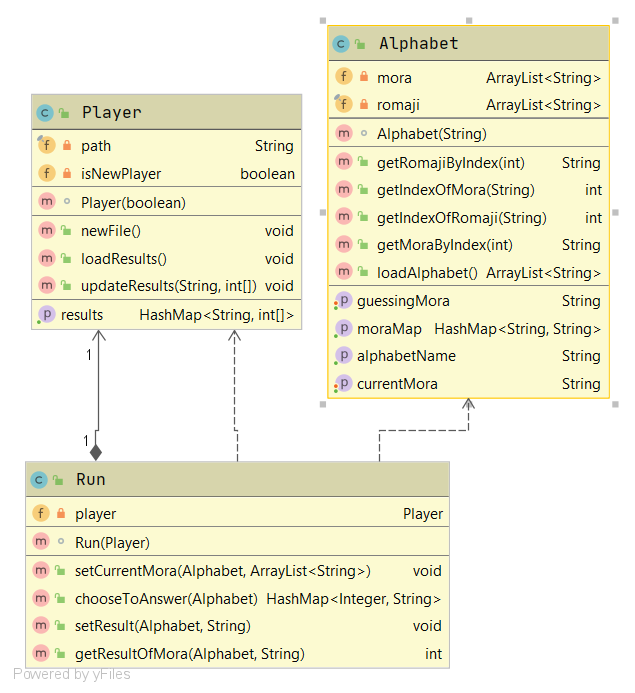 C Alphabet
f mora ArrayList<String>
f romaji ArrayList<String>
m Alphabet(String)
m getRomajiByIndex(int) String
m getIndexOfMora(String) int
m getIndexOfRomaji(String) int
m getMoraByIndex(int) String
m loadAlphabet() ArrayList<String>
p guessingMora String
p moraMap HashMap<String, String>
p alphabetName String
p currentMora String
C Player
f path String
f isNewPlayer boolean
m Player(boolean)
m newFile() void
m loadResults() void
m updateResults(String, int[]) void
p results HashMap<String, int[]>
1
1
C Run
f player Player
m Run(Player)
m setCurrentMora(Alphabet, ArrayList<String>) void
m chooseToAnswer(Alphabet) HashMap<Integer, String>
m setResult(Alphabet, String) void
m getResultOfMora(Alphabet, String) int
Powered by yFiles